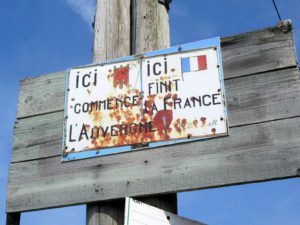 ICI
COMMENCE
L'AUVERGNE
ICI
FINIT
LA FRANCE